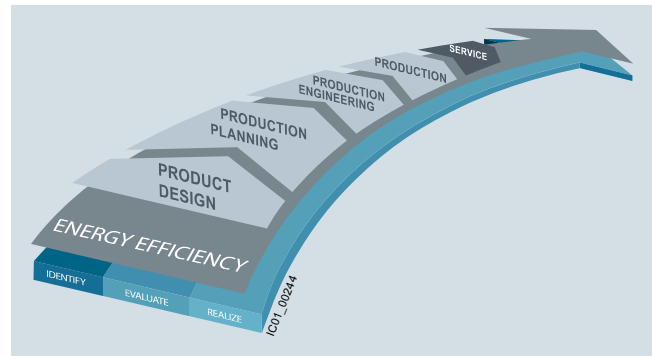 SERVICE
PRODUCTION
PRODUCTION
ENGINEERING
PRODUCTION
PLANNING
PRODUCT
DESIGN
ENERGY EFFICIENCY
IDENTIFY
EVALUATE
REALIZE
IC01_00244